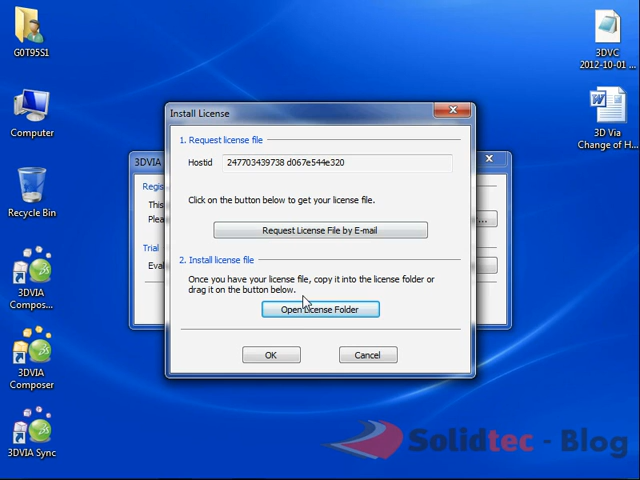 G0T95S1
Computer
Recycle Bin
3DVIA
Compos...
3DVIA
Composer
3DVIA Sync
3DVC
2012-10-01 ...
3D Via
Change of H...
3DVIA
Regis
This
Plea
...
Trial
Eval
Install License
1. Request license file
Hostid 247703439738 d067e544e320
Click on the button below to get your license file.
Request License File by E-mail
2. Install license file
Once you have your license file, copy it into the license folder or
drag it on the button below.
Open License Folder
OK Cancel
Solidtec - Blog